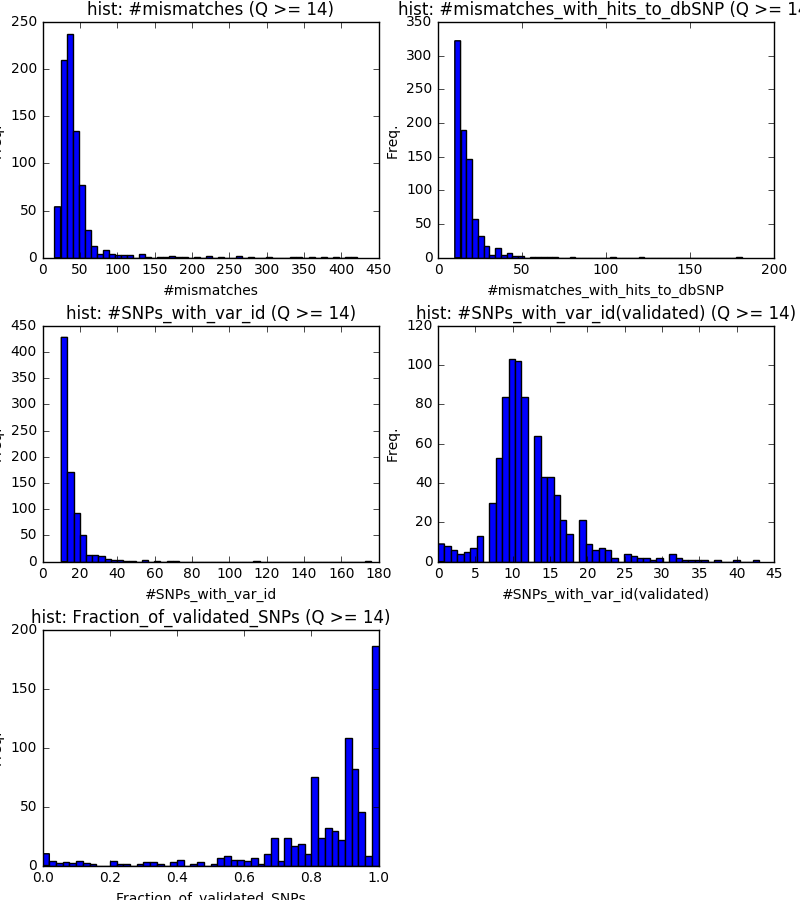 hist: #mismatches (Q >= 14)
250
200
150
100
50
0
0 50 100 150 200 250 300 350 400 450
#mismatches
hist: #mismatches_with_hits_to_dbSNP (Q >= 14
350
300
250
200
150
100
50
0
Freq.
0 50 100 150 200
#mismatches_with_hits_to_dbSNP
hist: #SNPs_with_var_id (Q >= 14)
450
400
350
300
250
200
150
100
50
0
0 20 40 60 80 100 120 140 160 180
#SNPs_with_var_id
hist: #SNPs_with_var_id(validated) (Q >= 14)
120
100
80
60
40
20
0
Freq.
0 5 10 15 20 25 30 35 40 45
#SNPs_with_var_id(validated)
hist: Fraction_of_validated_SNPs (Q >= 14)
200
150
100
50
0
0.0 0.2 0.4 0.6 0.8 1.0
Fraction_of_validated_SNPs